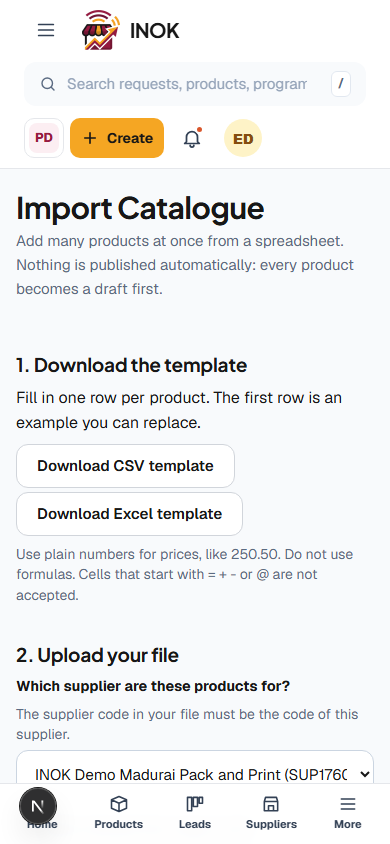 INOK
Search requests, products, program
/
PD
+ Create
ED
Import Catalogue
Add many products at once from a spreadsheet.
Nothing is published automatically: every product
becomes a draft first.
1. Download the template
Fill in one row per product. The first row is an
example you can replace.
Download CSV template
Download Excel template
Use plain numbers for prices, like 250.50. Do not use
formulas. Cells that start with = + - or @ are not
accepted.
2. Upload your file
Which supplier are these products for?
The supplier code in your file must be the code of this
supplier.
INOK Demo Madurai Pack and Print (SUP1760
N
Home
Products
Leads
Suppliers
More